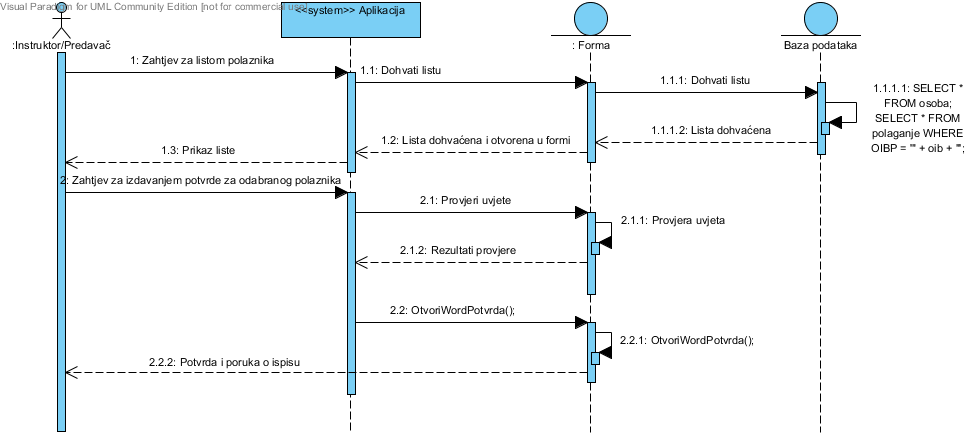 Visual Paradigm for UML Community Edition [not for commercial use]
<<system>> Aplikacija
:Instruktor/Predavač
: Forma
Baza podataka
1: Zahtjev za listom polaznika
1.1: Dohvati listu
1.1.1: Dohvati listu
1.1.1.1: SELECT *
FROM osoba;
SELECT * FROM
polaganje WHERE
OIBP = '" + oib + "';
1.1.1.2: Lista dohvaćena
1.2: Lista dohvaćena i otvorena u formi
1.3: Prikaz liste
2: Zahtjev za izdavanjem potvrde za odabranog polaznika
2.1: Provjeri uvjete
2.1.1: Provjera uvjeta
2.1.2: Rezultati provjere
2.2: OtvoriWordPotvrda();
2.2.1: OtvoriWordPotvrda();
2.2.2: Potvrda i poruka o ispisu